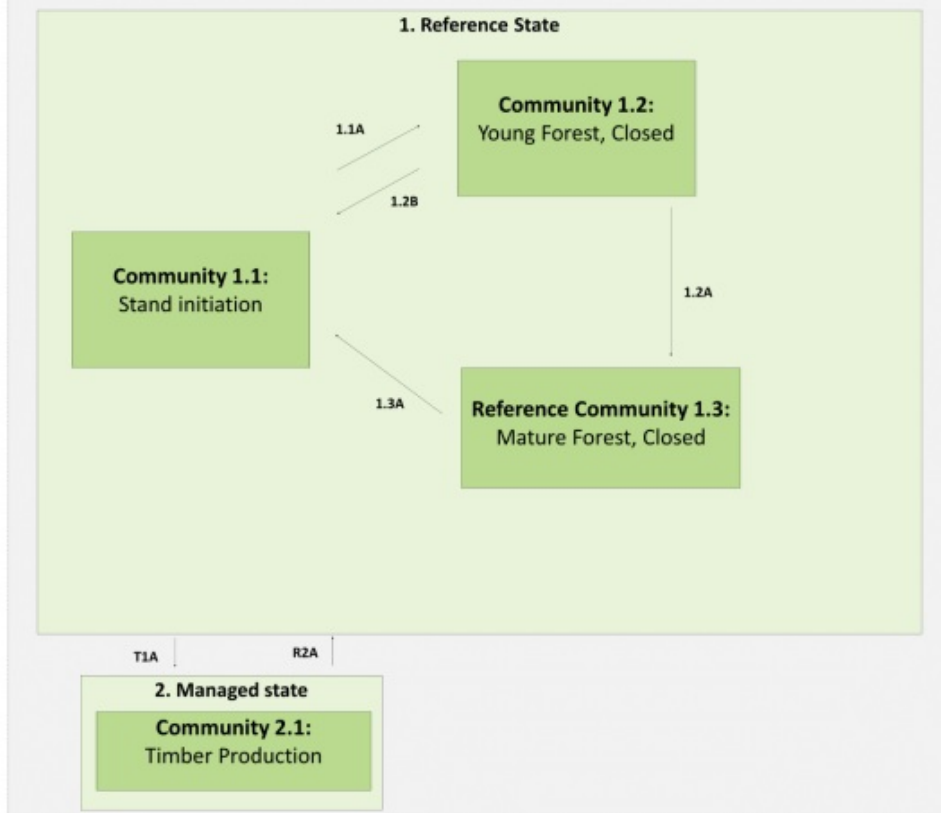 1. Reference State
Community 1.2:
Young Forest, Closed
1.1A
1.2B
Community 1.1:
Stand initiation
1.2A
1.3A
Reference Community 1.3:
Mature Forest, Closed
T1A
R2A
2. Managed state
Community 2.1:
Timber Production